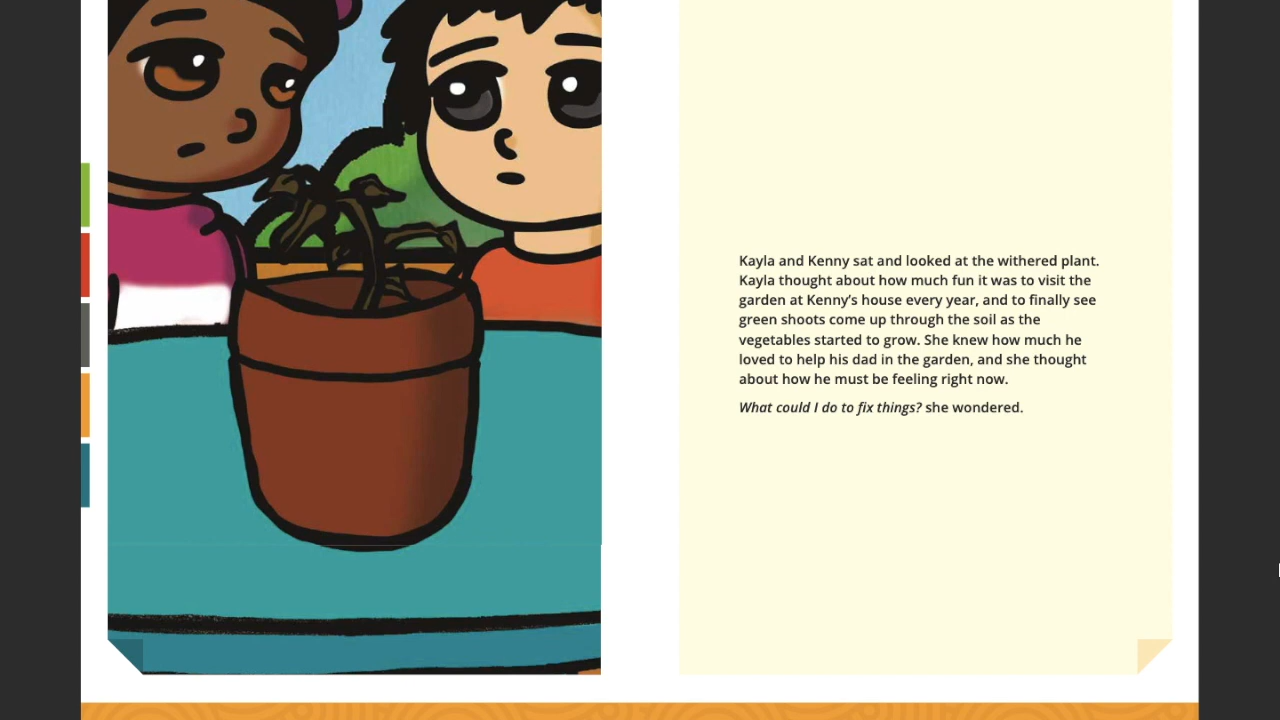 Kayla and Kenny sat and looked at the withered plant.
Kayla thought about how much fun it was to visit the
garden at Kenny’s house every year, and to finally see
green shoots come up through the soil as the
vegetables started to grow. She knew how much he
loved to help his dad in the garden, and she thought
about how he must be feeling right now.
What could I do to fix things? she wondered.